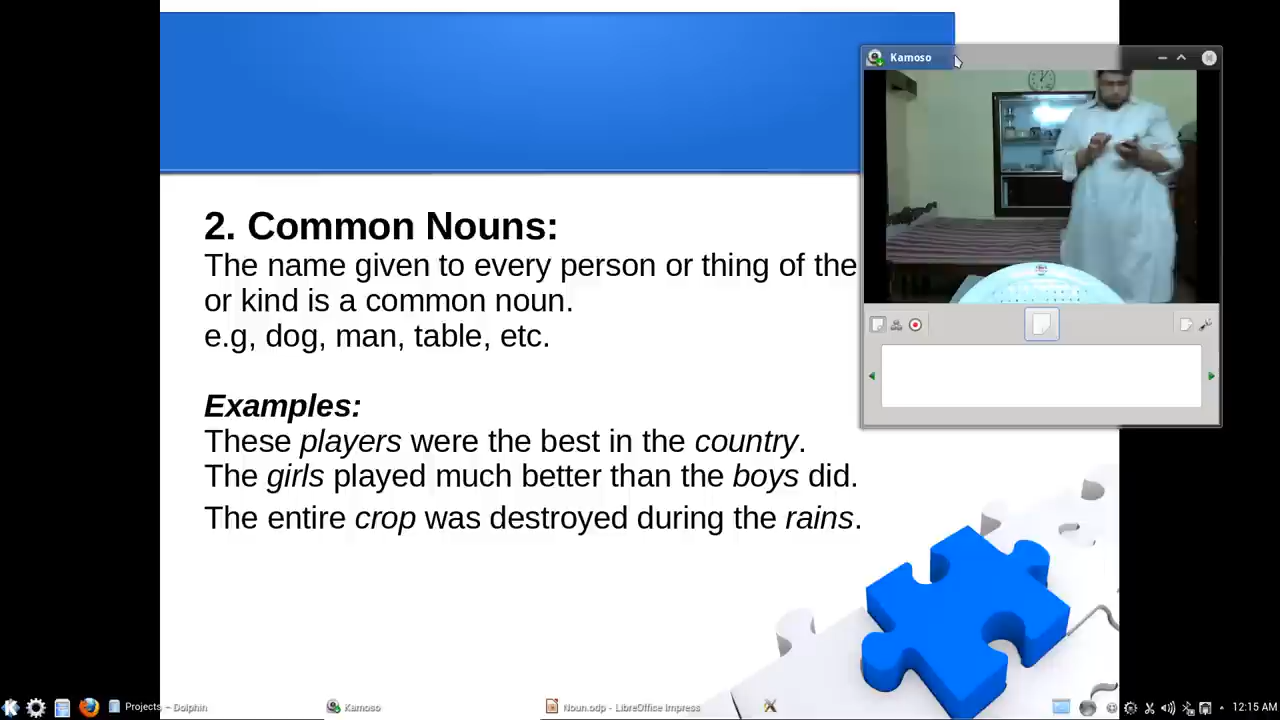 Kamoso
2. Common Nouns:
The name given to every person or thing of the
or kind is a common noun.
e.g, dog, man, table, etc.
Examples:
These players were the best in the country.
The girls played much better than the boys did.
The entire crop was destroyed during the rains.
Projects – Dolphin
Kamoso
Noun.odp - LibreOffice Impress
12:15 AM